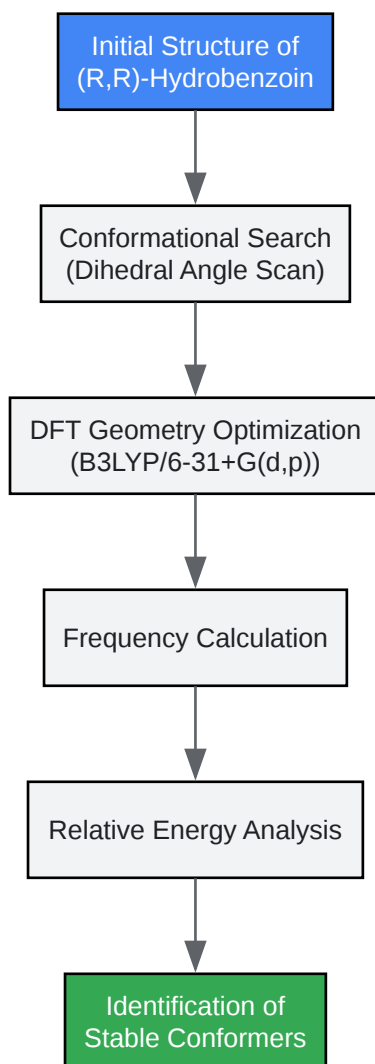 Initial Structure of
(R,R)-Hydrobenzoin
Conformational Search
(Dihedral Angle Scan)
DFT Geometry Optimization
(B3LYP/6-31+G(d,p))
Frequency Calculation
Relative Energy Analysis
Identification of
Stable Conformers